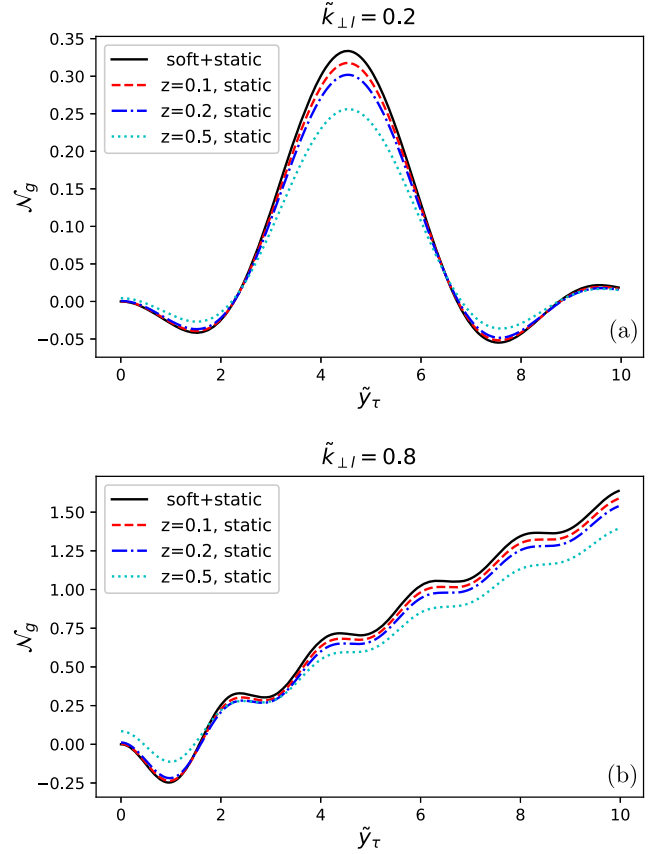 k̃⊥l = 0.2
0.35
0.30
0.25
0.20
0.15
0.10
0.05
0.00
−0.05
𝒩g
soft+static
z=0.1, static
z=0.2, static
z=0.5, static
(a)
0 2 4 6 8 10
ỹτ
k̃⊥l = 0.8
1.50
1.25
1.00
0.75
0.50
0.25
0.00
−0.25
𝒩g
soft+static
z=0.1, static
z=0.2, static
z=0.5, static
(b)
0 2 4 6 8 10
ỹτ